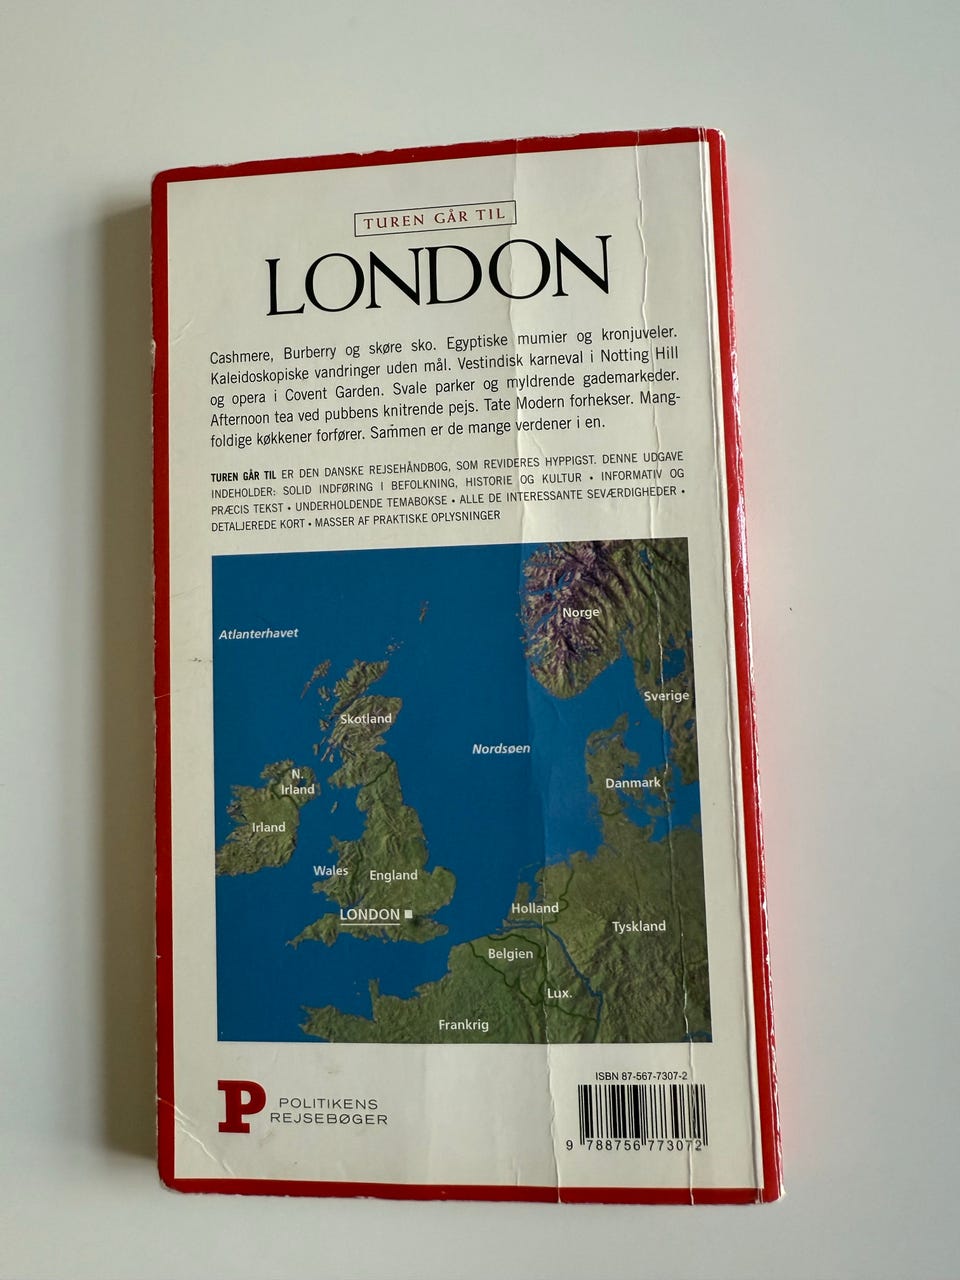 TUREN GÅR TIL
LONDON
Cashmere, Burberry og skøre sko. Egyptiske mumier og kronjuveler.
Kaleidoskopiske vandringer uden mål. Vestindisk karneval i Notting Hill
og opera i Covent Garden. Svale parker og myldrende gademarkeder.
Afternoon tea ved pubbens knitrende pejs. Tate Modern forhekser. Mang-
foldige køkkener forfører. Sammen er de mange verdener i en.
TUREN GÅR TIL ER DEN DANSKE REJSEHÅNDBOG, SOM REVIDERES HYPPIGST. DENNE UDGAVE
INDEHOLDER: SOLID INDFØRING I BEFOLKNING, HISTORIE OG KULTUR • INFORMATIV OG
PRÆCIS TEKST • UNDERHOLDENDE TEMABOKSE • ALLE DE INTERESSANTE SEVÆRDIGHEDER •
DETALJEREDE KORT • MASSER AF PRAKTISKE OPLYSNINGER
Norge
Atlanterhavet
Sverige
Skotland
Nordsøen
N.
Irland
Danmark
Irland
Wales
England
Holland
LONDON
Tyskland
Belgien
Lux.
Frankrig
ISBN 87-567-7307-2
P
POLITIKENS
REJSEBØGER
9 788756 773072